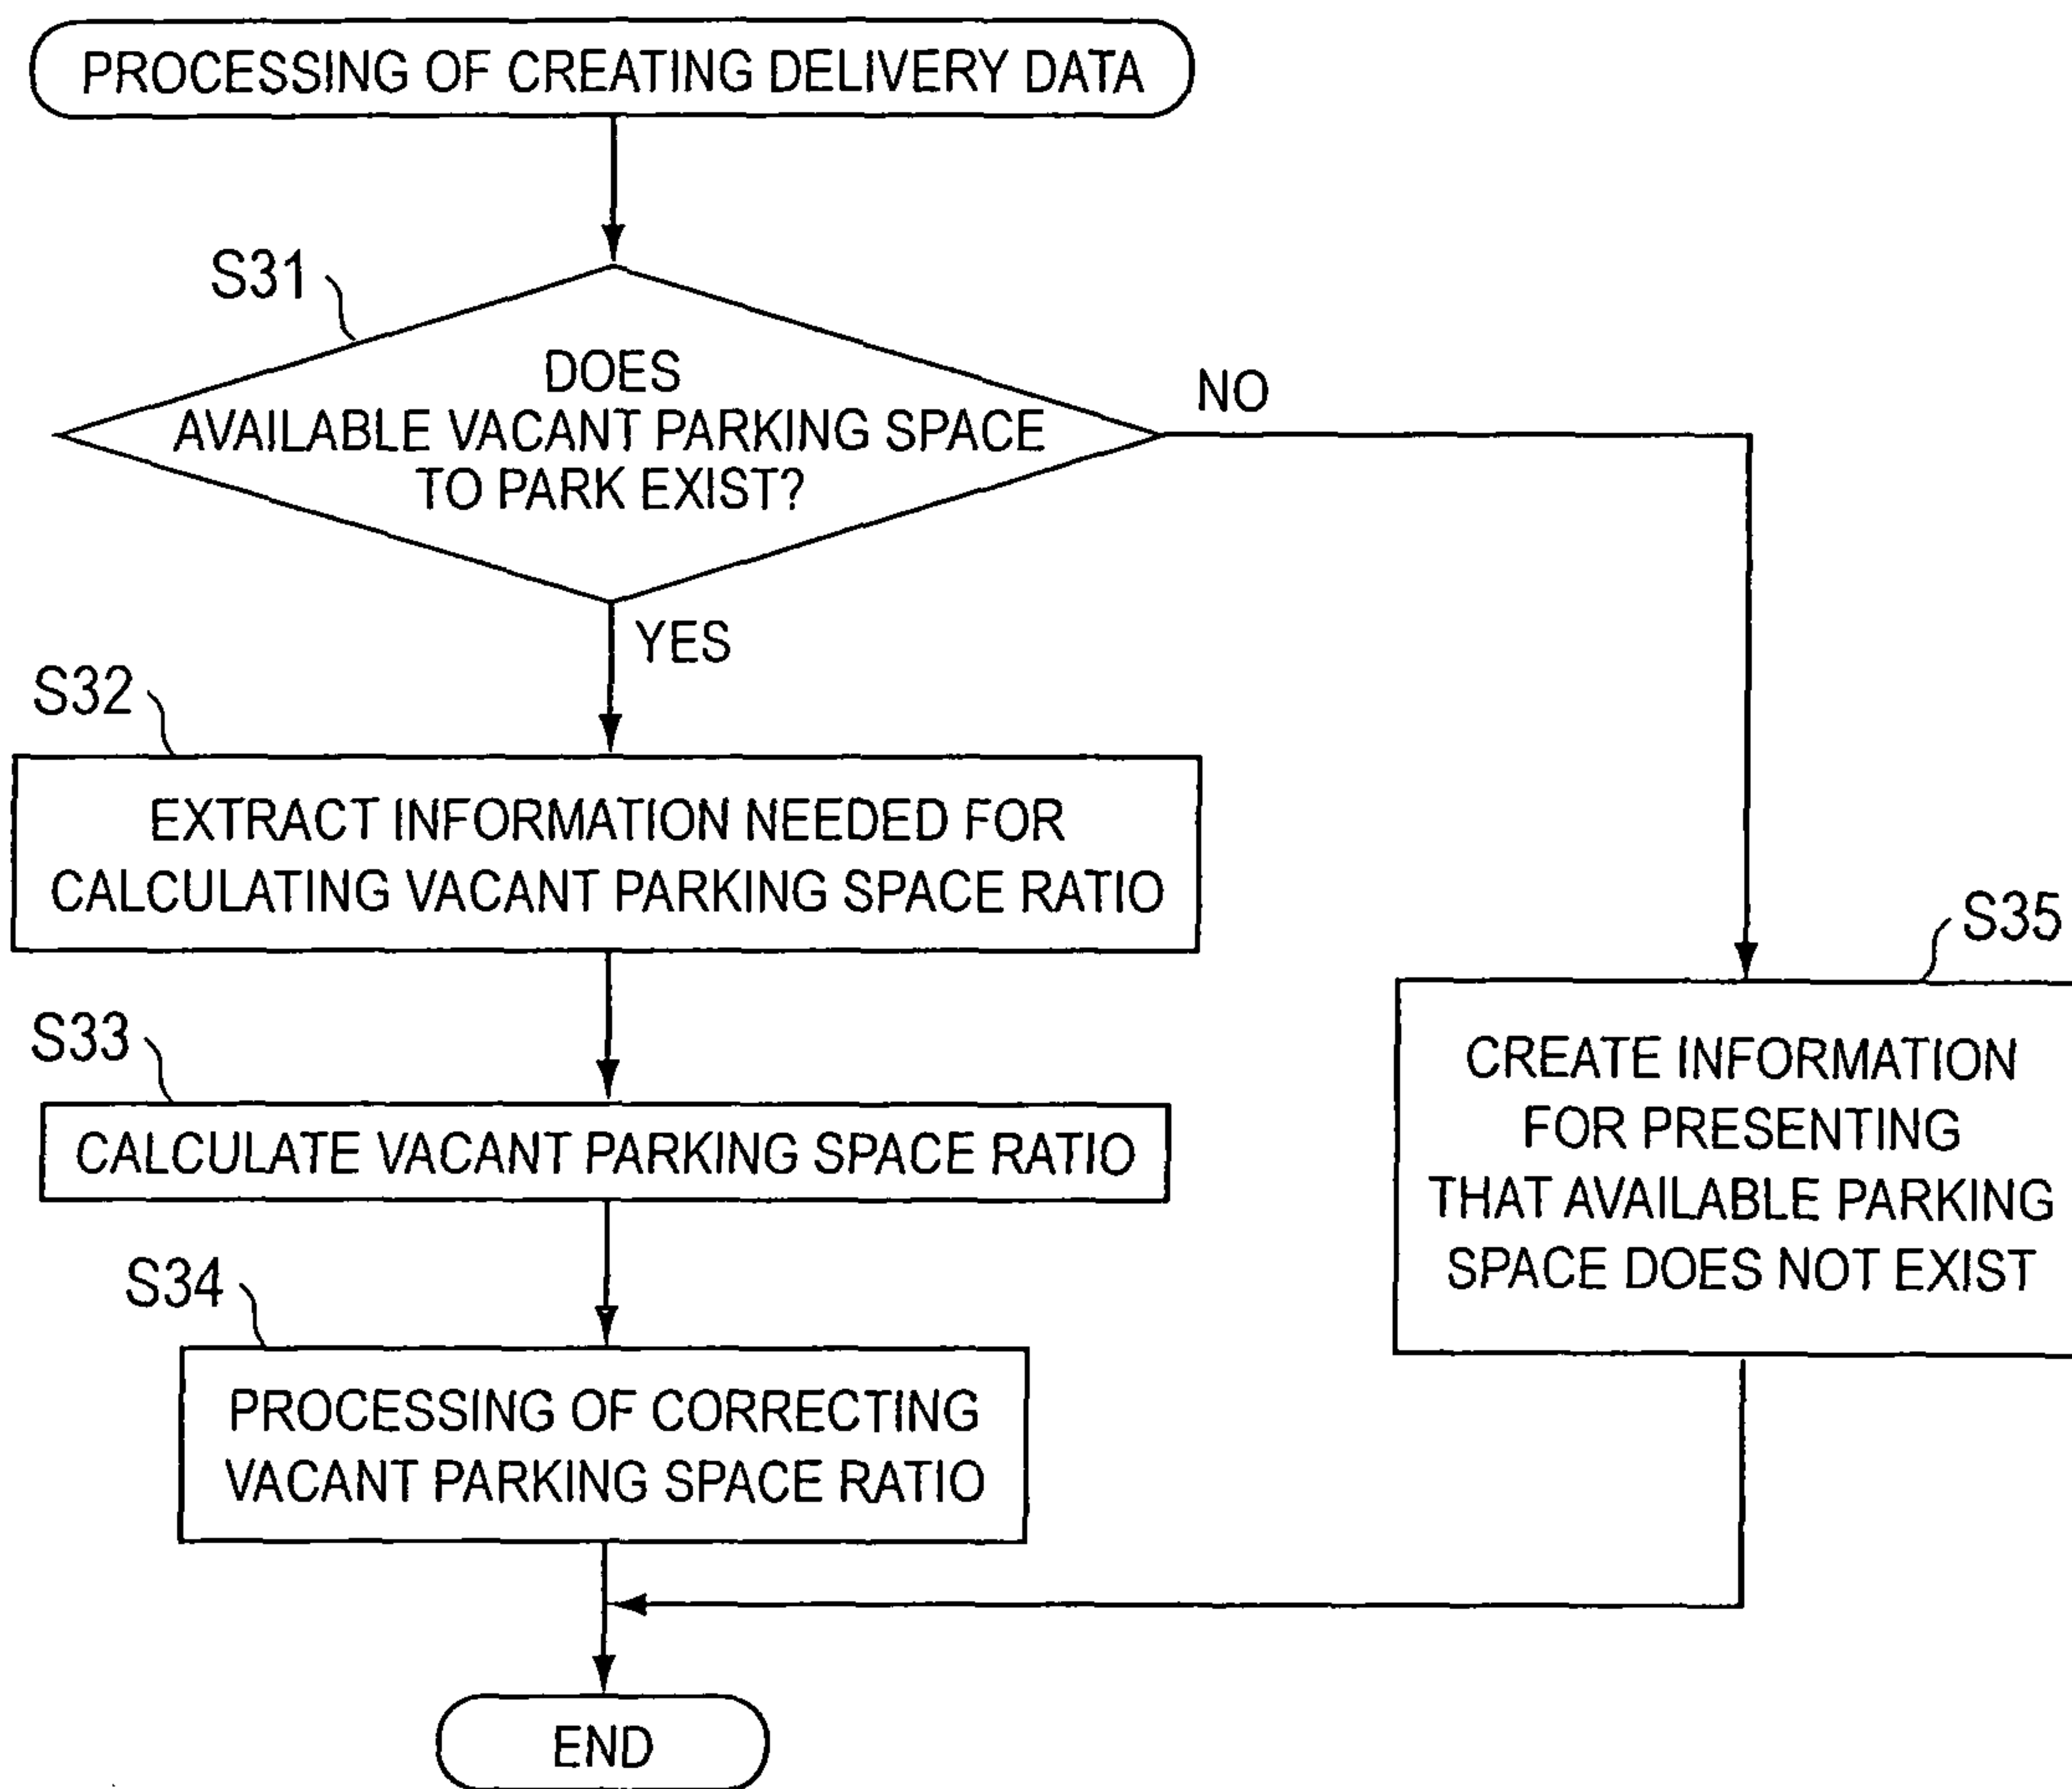 PROCESSING OF CREATING DELIVERY DATA
S31
DOES
AVAILABLE VACANT PARKING SPACE
TO PARK EXIST?
NO
YES
S32
EXTRACT INFORMATION NEEDED FOR
CALCULATING VACANT PARKING SPACE RATIO
S33
CALCULATE VACANT PARKING SPACE RATIO
S34
PROCESSING OF CORRECTING
VACANT PARKING SPACE RATIO
S35
CREATE INFORMATION
FOR PRESENTING
THAT AVAILABLE PARKING
SPACE DOES NOT EXIST
END